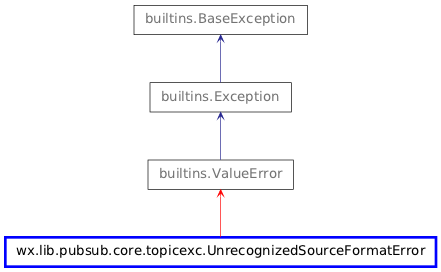 builtins.BaseException
builtins.Exception
builtins.ValueError
wx.lib.pubsub.core.topicexc.UnrecognizedSourceFormatError